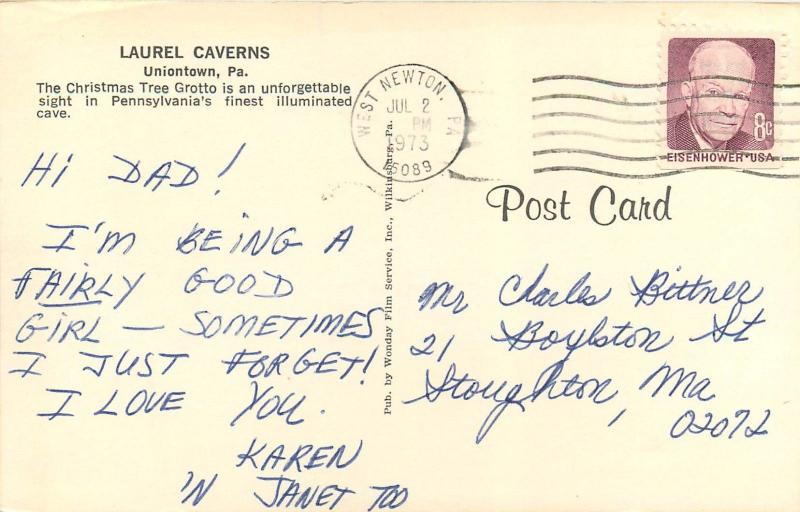 LAUREL CAVERNS
Uniontown, Pa.
The Christmas Tree Grotto is an unforgettable
sight in Pennsylvania's finest illuminated
cave.
HI DAD!
I'M BEING A
FAIRLY GOOD
GIRL — SOMETIMES
I JUST FORGET!
I LOVE YOU.
KAREN
'N JANET TOO
Pub. by Wonday Film Service, Inc., Wilkinsburg, Pa.
WEST NEWTON, PA
JUL 2
PM
1973
15089
8c
EISENHOWER·USA
Post Card
Mr Charles Bittner
21 Boylston St
Stoughton, Ma
02072